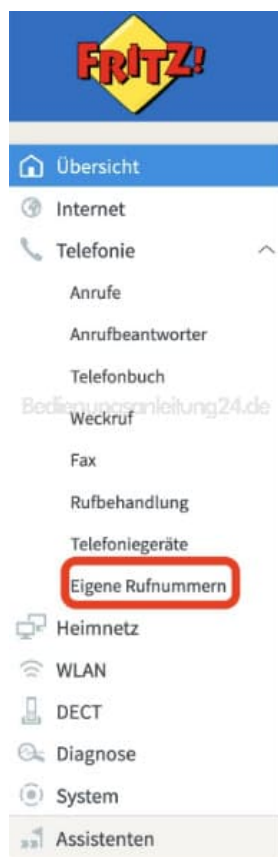 FRITZ!
Übersicht
Internet
Telefonie
Anrufe
Anrufbeantworter
Telefonbuch
Bedienungsanleitung24.de
Weckruf
Fax
Rufbehandlung
Telefoniegeräte
Eigene Rufnummern
Heimnetz
WLAN
DECT
Diagnose
System
Assistenten